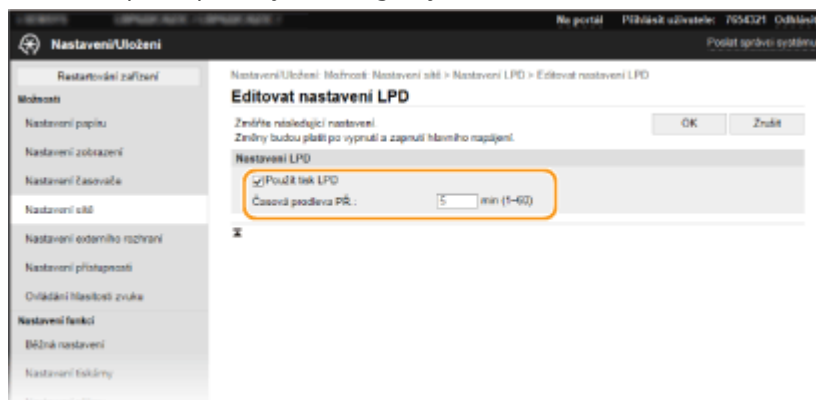 Na portál Přihlásit uživatele: 7654321 Odhlásit
Nastavení/Uložení
Poslat správci systému
Restartování zařízení
Nastavení/Uložení: Možnosti: Nastavení sítě > Nastavení LPD > Editovat nastavení LPD
Možnosti
Editovat nastavení LPD
Nastavení papíru
Změňte následující nastavení.
OK
Zrušit
Změny budou platit po vypnutí a zapnutí hlavního napájení.
Nastavení zobrazení
Nastavení LPD
Nastavení časovače
Použít tisk LPD
Nastavení sítě
Časová prodleva PŘ.: 5 min (1–60)
Nastavení externího rozhraní
Nastavení přístupnosti
Ovládání hlasitosti zvuku
Nastavení funkcí
Běžná nastavení
Nastavení tiskárny